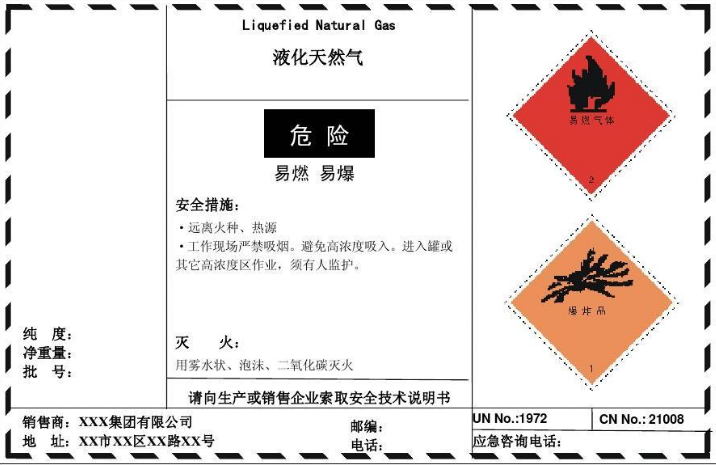 Liquefied Natural Gas
液化天然气
危 险
易燃 易爆
安全措施：
·远离火种、热源
·工作现场严禁吸烟。避免高浓度吸入。进入罐或
其它高浓度区作业，须有人监护。
灭 火：
用雾水状、泡沫、二氧化碳灭火
请向生产或销售企业索取安全技术说明书
纯 度：
净重量：
批 号：
易燃气体
2
爆炸品
1
销售商：XXX集团有限公司
地 址：XX市XX区XX路XX号
邮编：
电话：
UN No.:1972
CN No.: 21008
应急咨询电话：